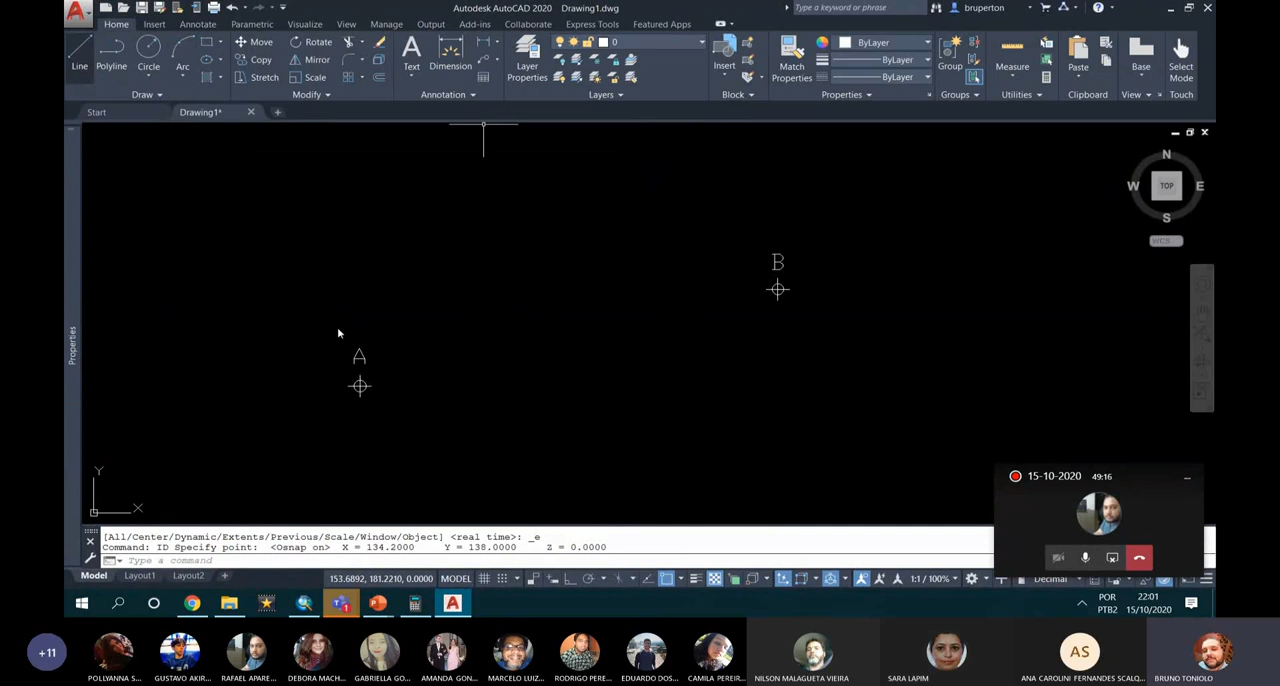 Autodesk AutoCAD 2020 Drawing1.dwg
Type a keyword or phrase
bruperton
Home Insert Annotate Parametric Visualize View Manage Output Add-ins Collaborate Express Tools Featured Apps
Line Polyline Circle Arc
Move Rotate
Copy Mirror
Stretch Scale
Text Dimension
Layer Properties
0
Insert
Match Properties
ByLayer
ByLayer
ByLayer
Group
Measure
Paste
Base
Select Mode
Draw Modify Annotation Layers Block Properties Groups Utilities Clipboard View Touch
Start Drawing1*
N
W TOP E
S
WCS
Properties
B
A
Y
X
15-10-2020 49:16
[All/Center/Dynamic/Extents/Previous/Scale/Window/Object] <real time>: _e
Command: ID Specify point: <Osnap on> X = 134.2000 Y = 138.0000 Z = 0.0000
Type a command
Model Layout1 Layout2 +
153.6892, 181.2210, 0.0000 MODEL
1:1 / 100%
Decimal
POR
PTB2
22:01
15/10/2020
+11
POLLYANNA S... GUSTAVO AKIR... RAFAEL APARE... DEBORA MACH... GABRIELLA GO... AMANDA GON... MARCELO LUIZ... RODRIGO PERE... EDUARDO DOS... CAMILA PEREIR... NILSON MALAGUETA VIEIRA SARA LAPIM
AS
ANA CAROLINI FERNANDES SCALQ... BRUNO TONIOLO